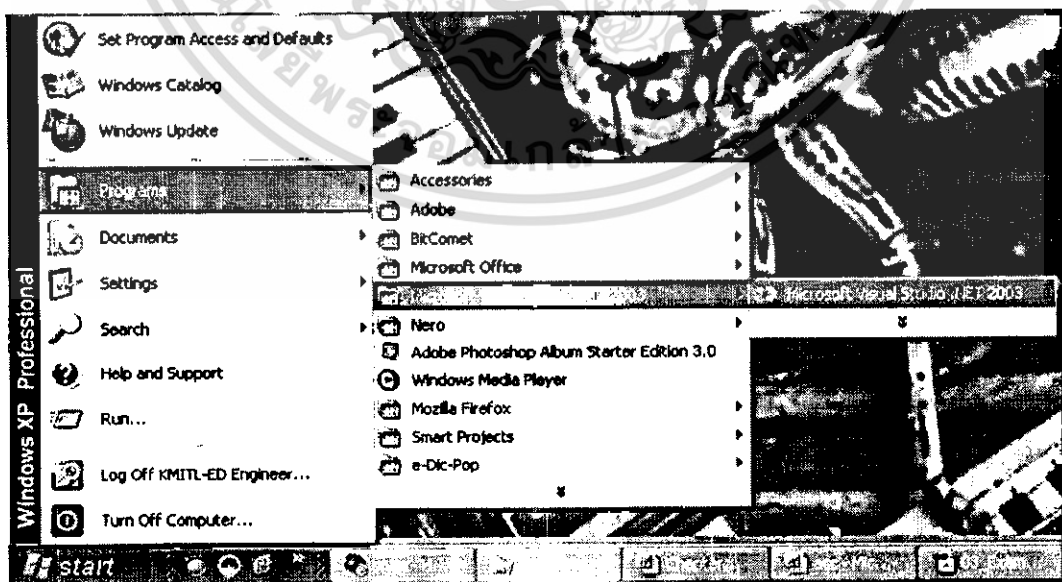 Set Program Access and Defaults
Windows Catalog
Windows Update
Programs
Documents
Settings
Search
Help and Support
Run...
Log Off KMITL-ED Engineer...
Turn Off Computer...
Windows XP Professional
Accessories
Adobe
BitComet
Microsoft Office
2003
Nero
Adobe Photoshop Album Starter Edition 3.0
Windows Media Player
Mozilla Firefox
Smart Projects
e-Dic-Pop
Microsoft Visual Studio .NET 2003
start